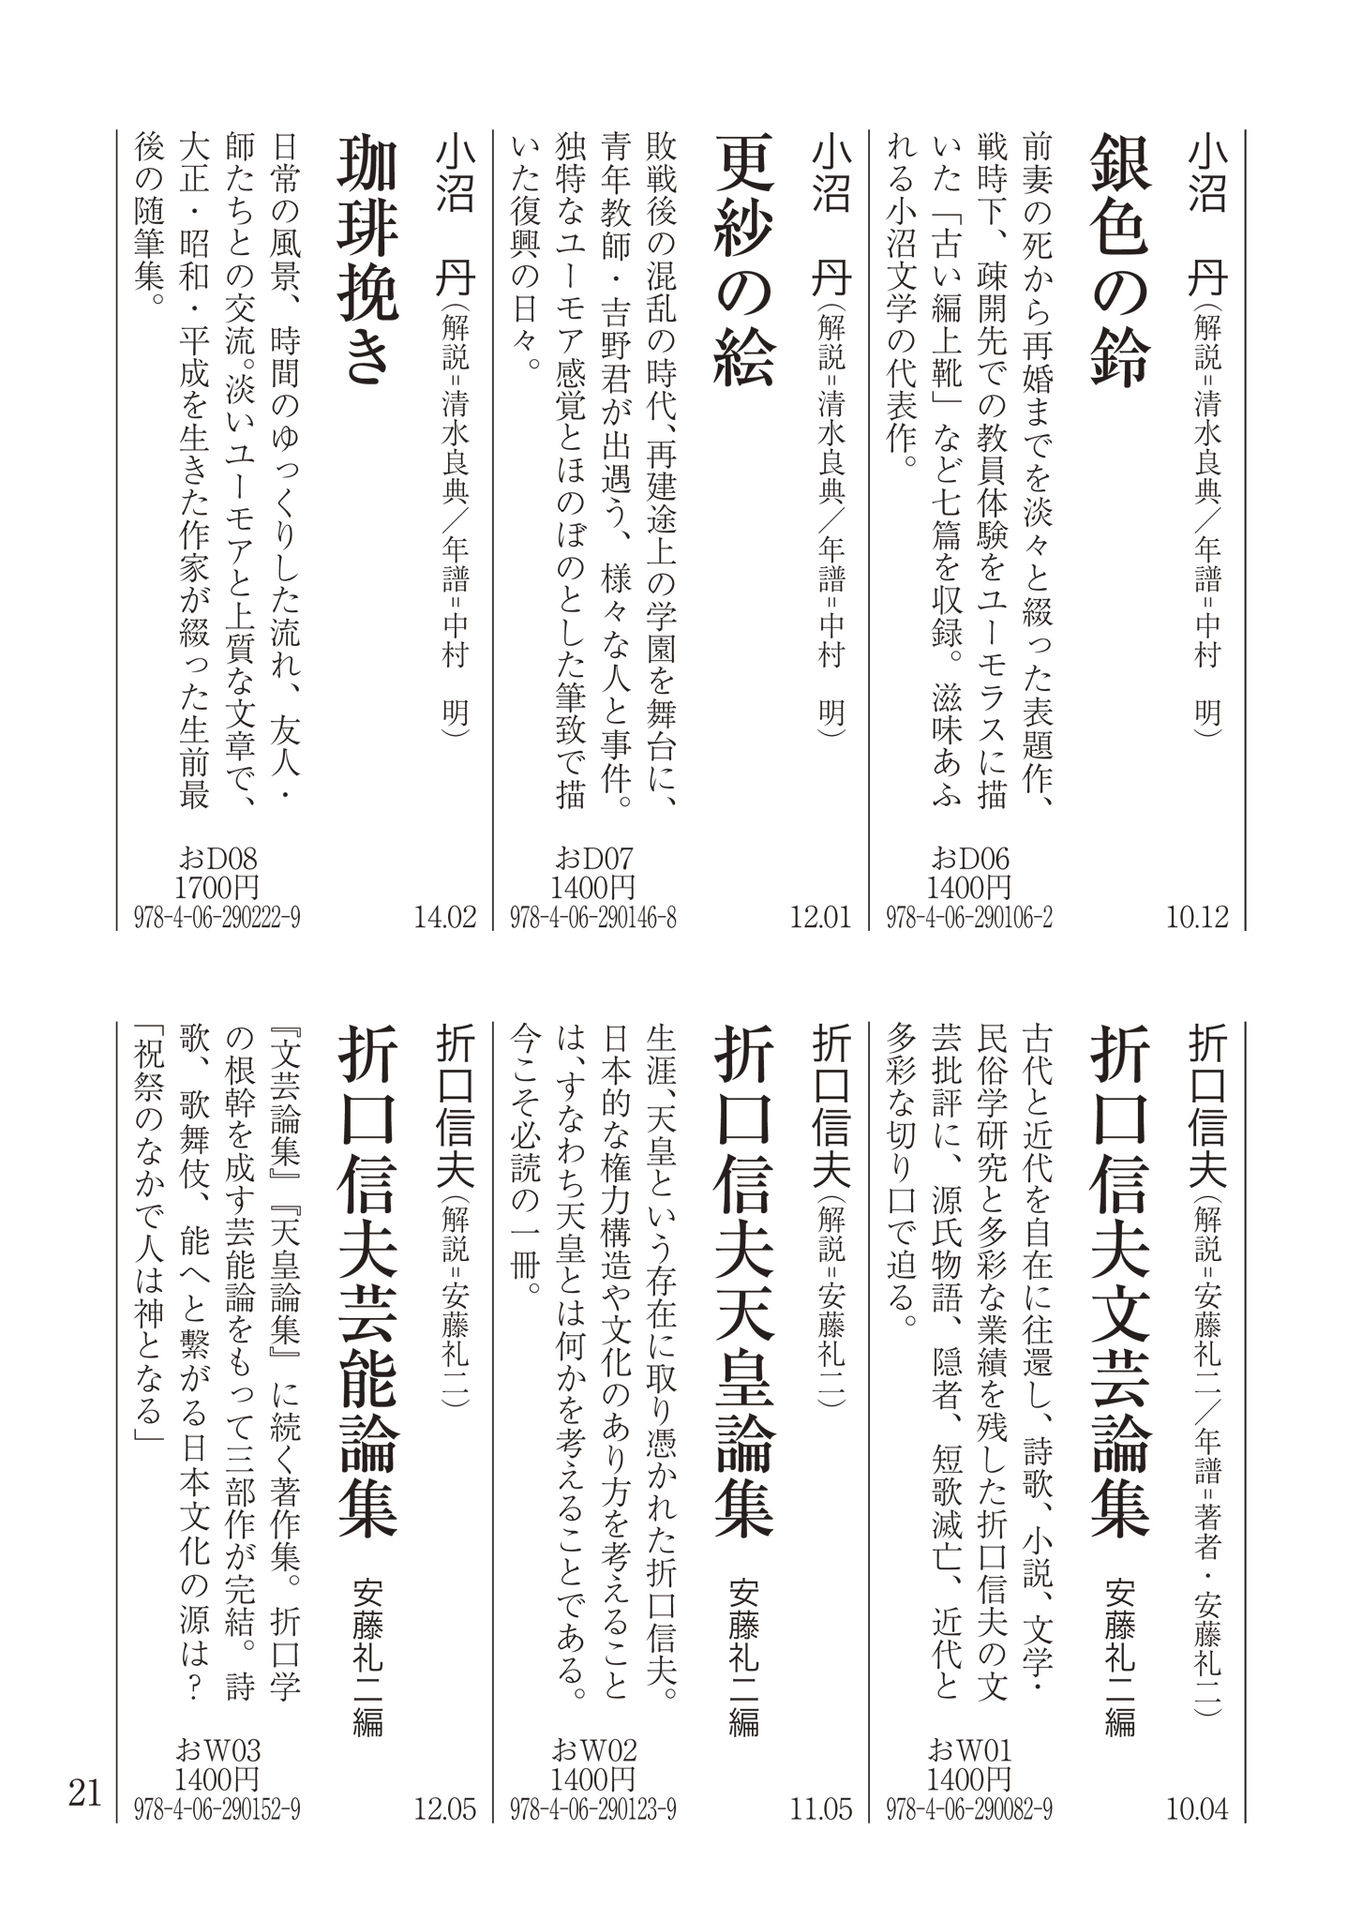 小沼　丹（解説＝清水良典／年譜＝中村　明）
銀色の鈴
前妻の死から再婚までを淡々と綴った表題作、
戦時下、疎開先での教員体験をユーモラスに描
いた「古い編上靴」など七篇を収録。滋味あふ
れる小沼文学の代表作。
おD06
1400円
978-4-06-290106-2
10.12
小沼　丹（解説＝清水良典／年譜＝中村　明）
更紗の絵
敗戦後の混乱の時代、再建途上の学園を舞台に、
青年教師・吉野君が出遇う、様々な人と事件。
独特なユーモア感覚とほのぼのとした筆致で描
いた復興の日々。
おD07
1400円
978-4-06-290146-8
12.01
小沼　丹（解説＝清水良典／年譜＝中村　明）
珈琲挽き
日常の風景、時間のゆっくりした流れ、友人・
師たちとの交流。淡いユーモアと上質な文章で、
大正・昭和・平成を生きた作家が綴った生前最
後の随筆集。
おD08
1700円
978-4-06-290222-9
14.02
折口信夫（解説＝安藤礼二／年譜＝著者・安藤礼二）
折口信夫文芸論集　安藤礼二編
古代と近代を自在に往還し、詩歌、小説、文学・
民俗学研究と多彩な業績を残した折口信夫の文
芸批評に、源氏物語、隠者、短歌滅亡、近代と
多彩な切り口で迫る。
おW01
1400円
978-4-06-290082-9
10.04
折口信夫（解説＝安藤礼二）
折口信夫天皇論集　安藤礼二編
生涯、天皇という存在に取り憑かれた折口信夫。
日本的な権力構造や文化のあり方を考えること
は、すなわち天皇とは何かを考えることである。
今こそ必読の一冊。
おW02
1400円
978-4-06-290123-9
11.05
折口信夫（解説＝安藤礼二）
折口信夫芸能論集　安藤礼二編
『文芸論集』『天皇論集』に続く著作集。折口学
の根幹を成す芸能論をもって三部作が完結。詩
歌、歌舞伎、能へと繋がる日本文化の源は？
「祝祭のなかで人は神となる」
おW03
1400円
978-4-06-290152-9
12.05
21